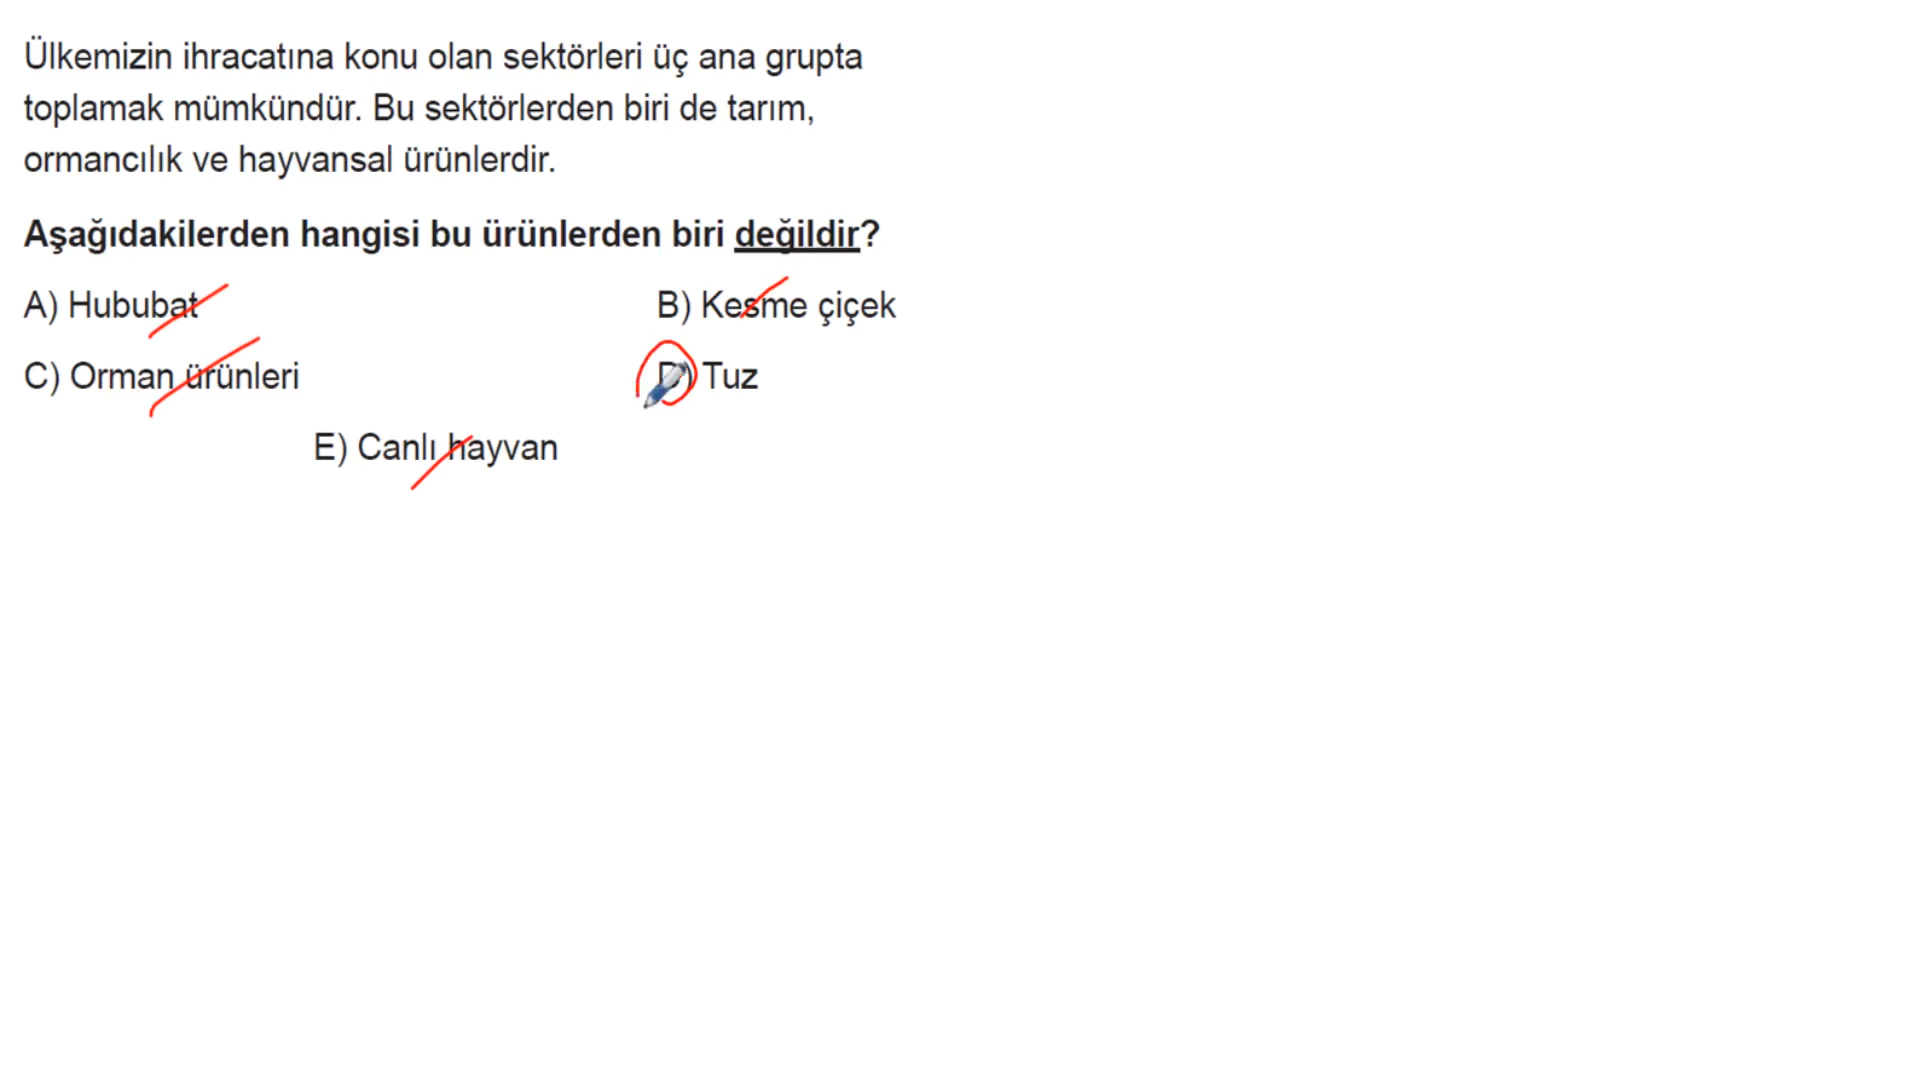 Ülkemizin ihracatına konu olan sektörleri üç ana grupta
toplamak mümkündür. Bu sektörlerden biri de tarım,
ormancılık ve hayvansal ürünlerdir.
Aşağıdakilerden hangisi bu ürünlerden biri değildir?
A) Hububat
B) Kesme çiçek
C) Orman ürünleri
D) Tuz
E) Canlı hayvan